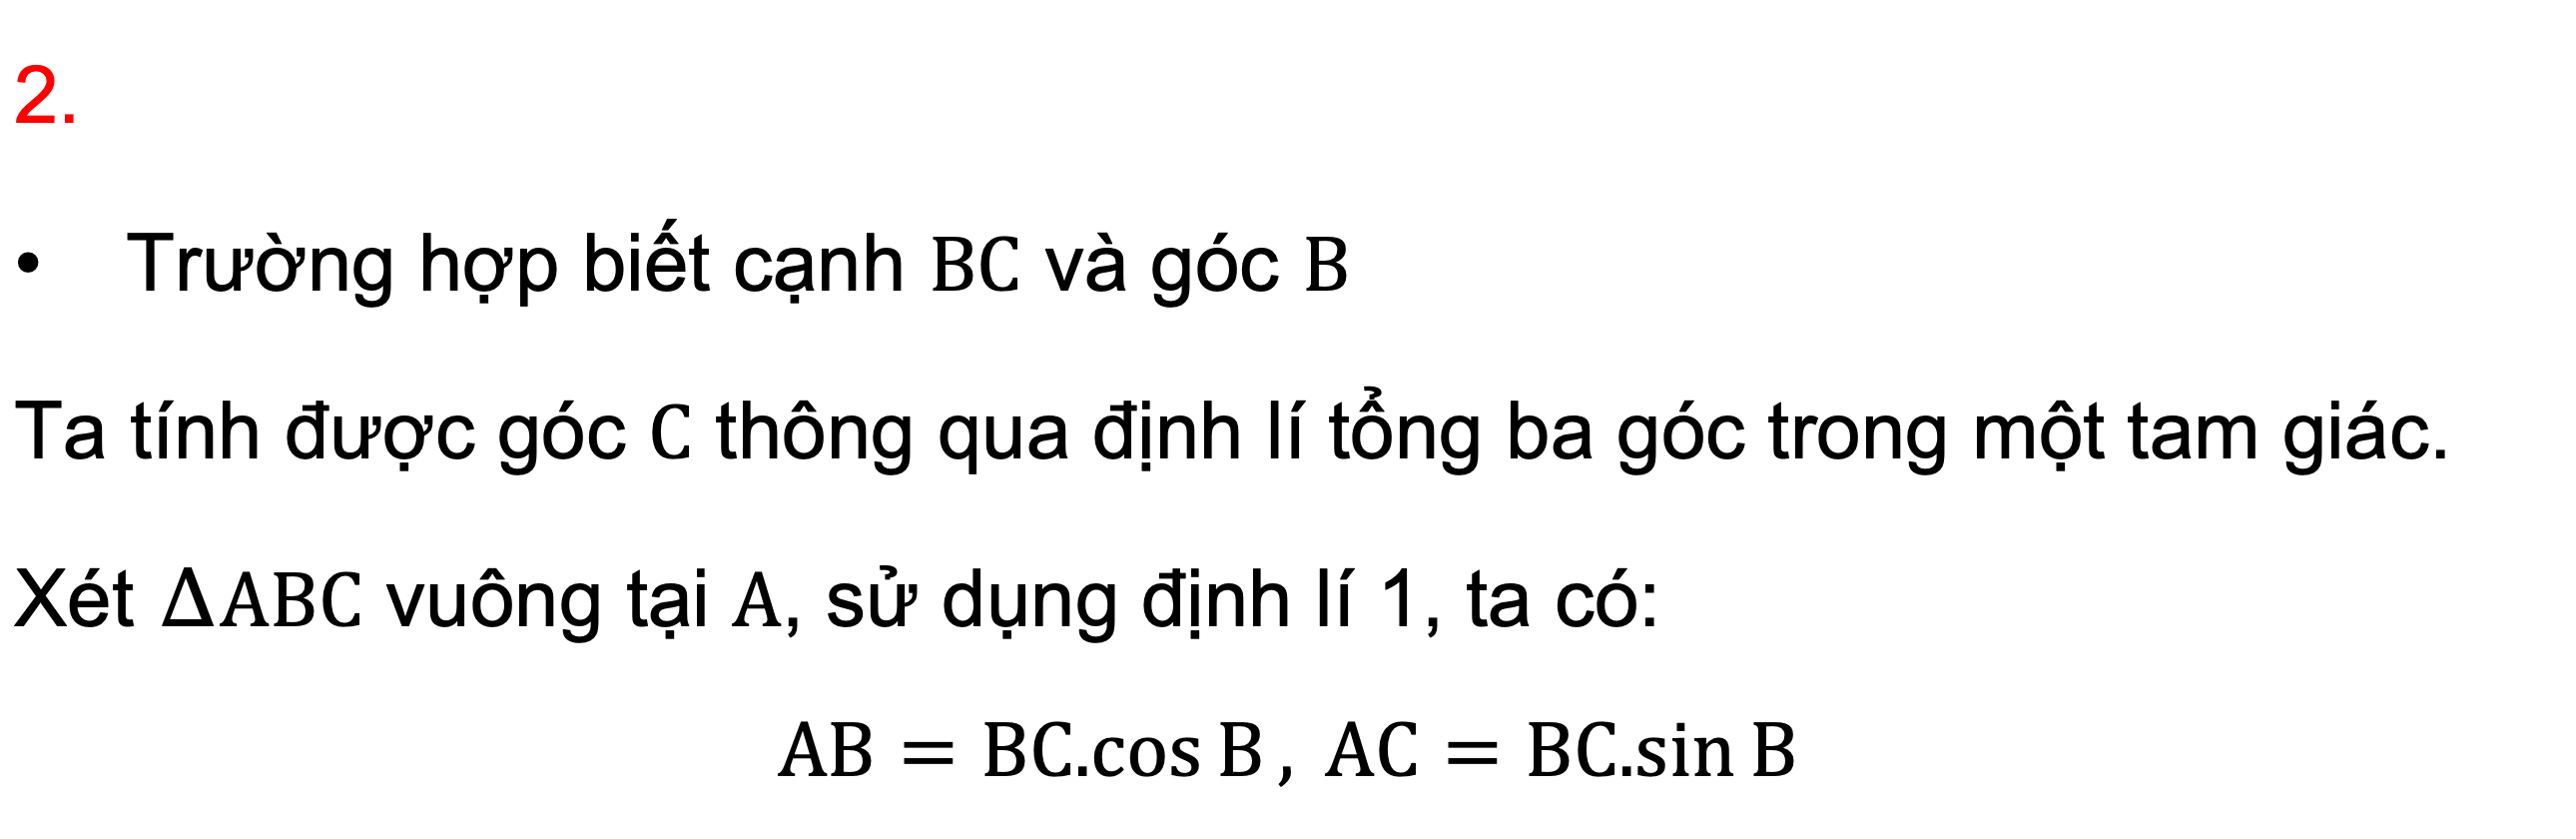 2.
• Trường hợp biết cạnh BC và góc B
Ta tính được góc C thông qua định lí tổng ba góc trong một tam giác.
Xét ΔABC vuông tại A, sử dụng định lí 1, ta có:
AB = BC.cos B , AC = BC.sin B